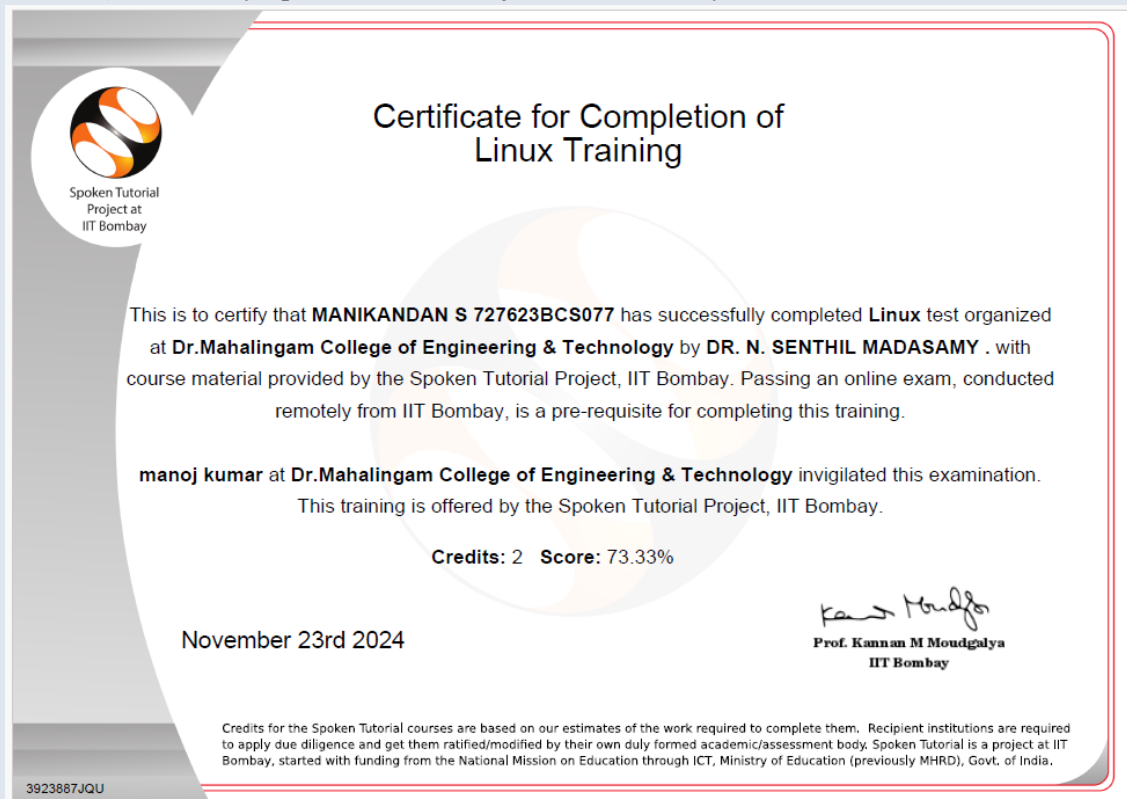 Spoken Tutorial
Project at
IIT Bombay
Certificate for Completion of
Linux Training
This is to certify that MANIKANDAN S 727623BCS077 has successfully completed Linux test organized
at Dr.Mahalingam College of Engineering & Technology by DR. N. SENTHIL MADASAMY . with
course material provided by the Spoken Tutorial Project, IIT Bombay. Passing an online exam, conducted
remotely from IIT Bombay, is a pre-requisite for completing this training.
manoj kumar at Dr.Mahalingam College of Engineering & Technology invigilated this examination.
This training is offered by the Spoken Tutorial Project, IIT Bombay.
Credits: 2 Score: 73.33%
November 23rd 2024
Prof. Kannan M Moudgalya
IIT Bombay
Credits for the Spoken Tutorial courses are based on our estimates of the work required to complete them. Recipient institutions are required
to apply due diligence and get them ratified/modified by their own duly formed academic/assessment body. Spoken Tutorial is a project at IIT
Bombay, started with funding from the National Mission on Education through ICT, Ministry of Education (previously MHRD), Govt. of India.
3923887JQU